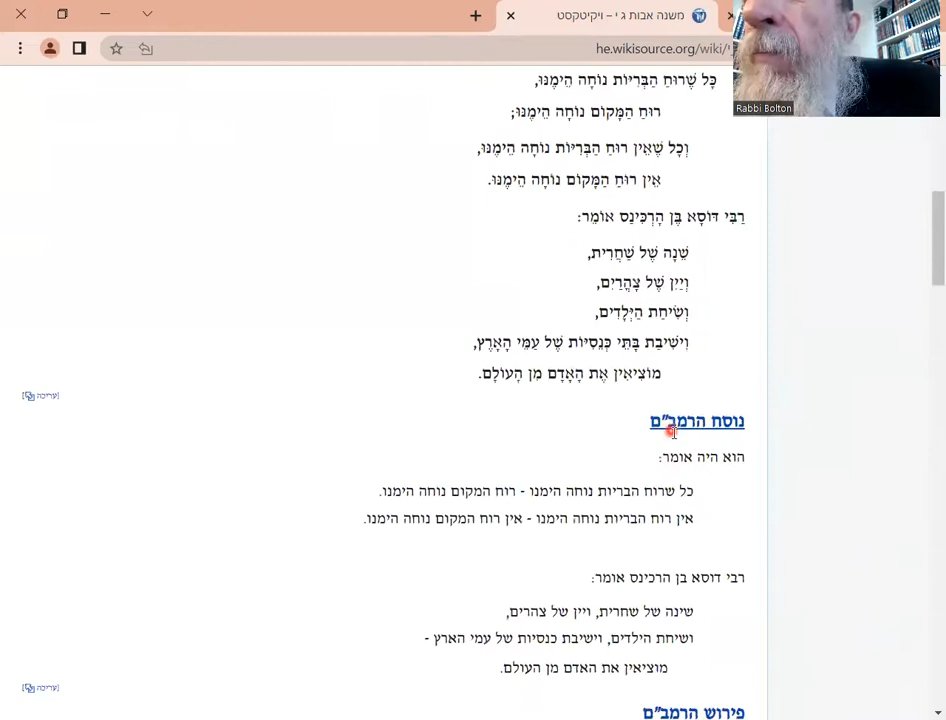 משנה אבות ג י – ויקיטקסט
he.wikisource.org/wiki/
Rabbi Bolton
כָּל שֶׁרוּחַ הַבְּרִיּוֹת נוֹחָה הֵימֶנּוּ,
רוּחַ הַמָּקוֹם נוֹחָה הֵימֶנּוּ;
וְכָל שֶׁאֵין רוּחַ הַבְּרִיּוֹת נוֹחָה הֵימֶנּוּ,
אֵין רוּחַ הַמָּקוֹם נוֹחָה הֵימֶנּוּ.
רַבִּי דּוֹסָא בֶּן הָרְכִּינַס אוֹמֵר:
שֵׁנָה שֶׁל שַׁחֲרִית,
וְיַיִן שֶׁל צָהֳרַיִם,
וְשִׂיחַת הַיְּלָדִים,
וִישִׁיבַת בָּתֵּי כְּנֵסִיּוֹת שֶׁל עַמֵּי הָאָרֶץ,
מוֹצִיאִין אֶת הָאָדָם מִן הָעוֹלָם.
[עריכה]
נוסח הרמב"ם
הוא היה אומר:
כל שרוח הבריות נוחה הימנו - רוח המקום נוחה הימנו.
אין רוח הבריות נוחה הימנו - אין רוח המקום נוחה הימנו.
רבי דוסא בן הרכינס אומר:
שינה של שחרית, ויין של צהרים,
ושיחת הילדים, וישיבת כנסיות של עמי הארץ -
מוציאין את האדם מן העולם.
[עריכה]
פירוש הרמב"ם